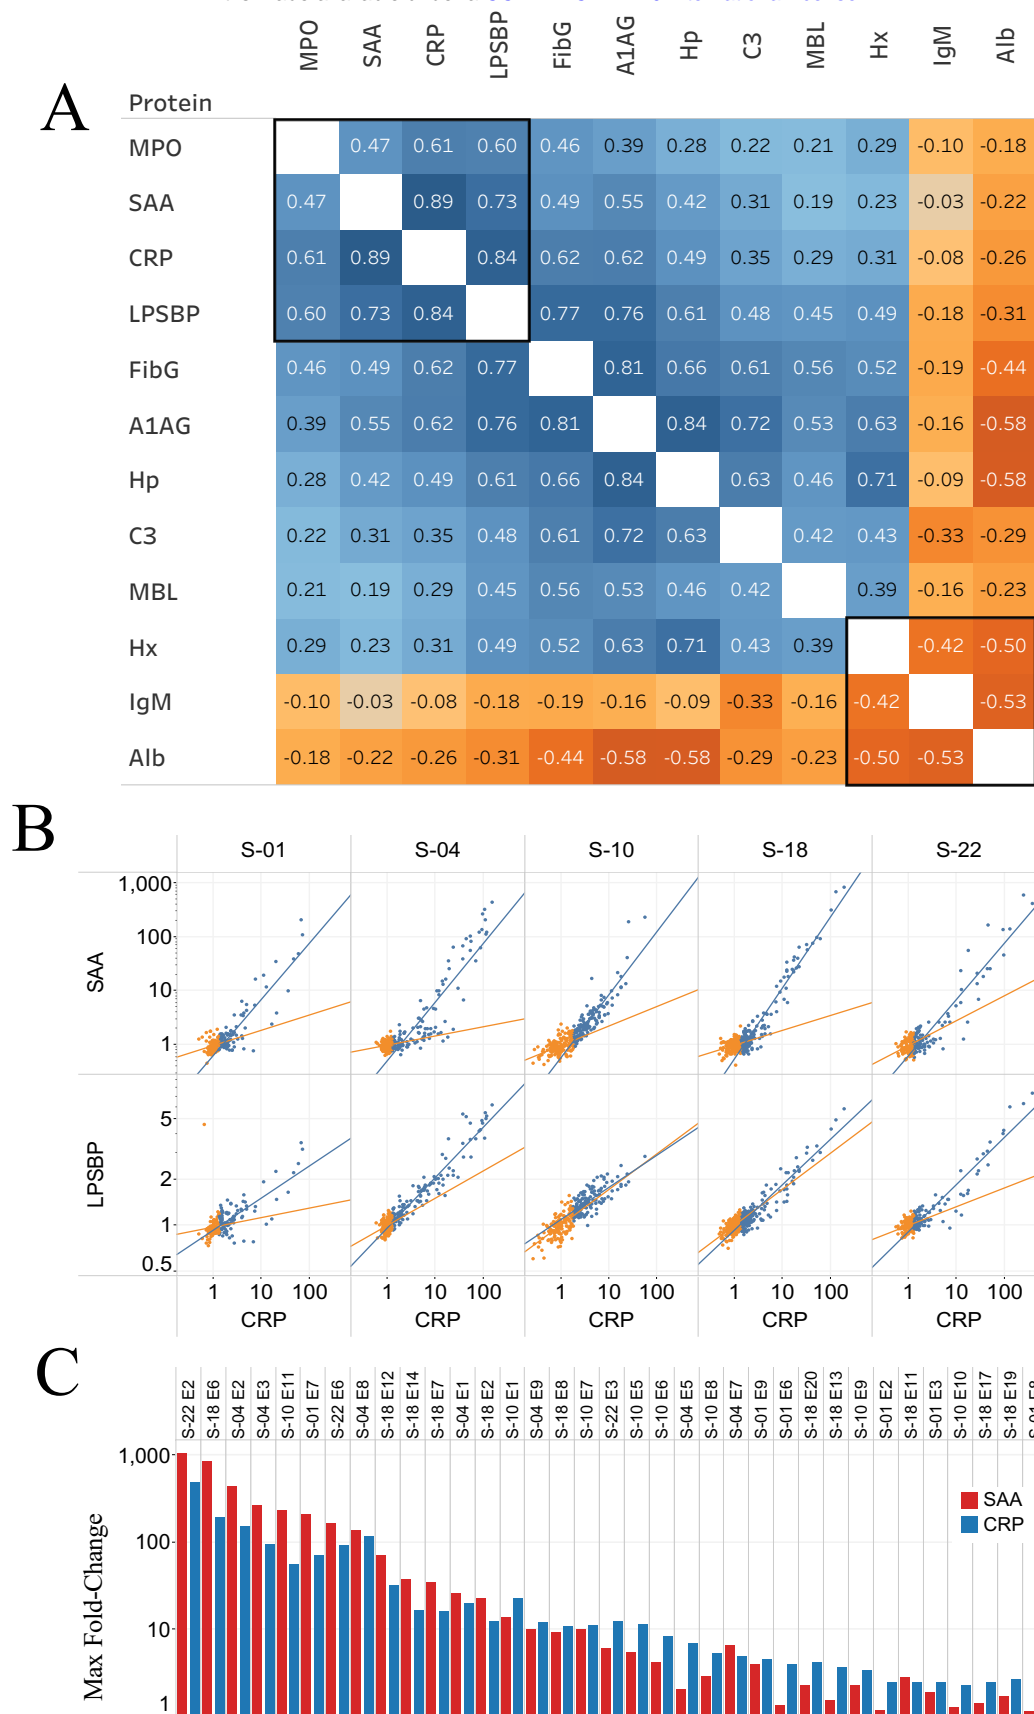 MPO SAA CRP LPSBP FibG A1AG Hp C3 MBL Hx IgM Alb
A
Protein
MPO 0.47 0.61 0.60 0.46 0.39 0.28 0.22 0.21 0.29 -0.10 -0.18
SAA 0.47 0.89 0.73 0.49 0.55 0.42 0.31 0.19 0.23 -0.03 -0.22
CRP 0.61 0.89 0.84 0.62 0.62 0.49 0.35 0.29 0.31 -0.08 -0.26
LPSBP 0.60 0.73 0.84 0.77 0.76 0.61 0.48 0.45 0.49 -0.18 -0.31
FibG 0.46 0.49 0.62 0.77 0.81 0.66 0.61 0.56 0.52 -0.19 -0.44
A1AG 0.39 0.55 0.62 0.76 0.81 0.84 0.72 0.53 0.63 -0.16 -0.58
Hp 0.28 0.42 0.49 0.61 0.66 0.84 0.63 0.46 0.71 -0.09 -0.58
C3 0.22 0.31 0.35 0.48 0.61 0.72 0.63 0.42 0.43 -0.33 -0.29
MBL 0.21 0.19 0.29 0.45 0.56 0.53 0.46 0.42 0.39 -0.16 -0.23
Hx 0.29 0.23 0.31 0.49 0.52 0.63 0.71 0.43 0.39 -0.42 -0.50
IgM -0.10 -0.03 -0.08 -0.18 -0.19 -0.16 -0.09 -0.33 -0.16 -0.42 -0.53
Alb -0.18 -0.22 -0.26 -0.31 -0.44 -0.58 -0.58 -0.29 -0.23 -0.50 -0.53
B
S-01 S-04 S-10 S-18 S-22
SAA
1,000
100
10
1
LPSBP
5
2
1
0.5
1 10 100 1 10 100 1 10 100 1 10 100 1 10 100
CRP CRP CRP CRP CRP
C
S-22 E2 S-18 E6 S-04 E2 S-04 E3 S-10 E11 S-01 E7 S-22 E6 S-04 E8 S-18 E12 S-18 E14 S-18 E7 S-04 E1 S-18 E2 S-10 E1 S-04 E9 S-18 E8 S-10 E7 S-22 E3 S-10 E5 S-10 E6 S-04 E5 S-10 E8 S-04 E7 S-01 E9 S-01 E6 S-18 E20 S-18 E13 S-10 E9 S-01 E2 S-18 E11 S-01 E3 S-10 E10 S-18 E17 S-18 E19
Max Fold-Change
1,000
100
10
1
SAA
CRP